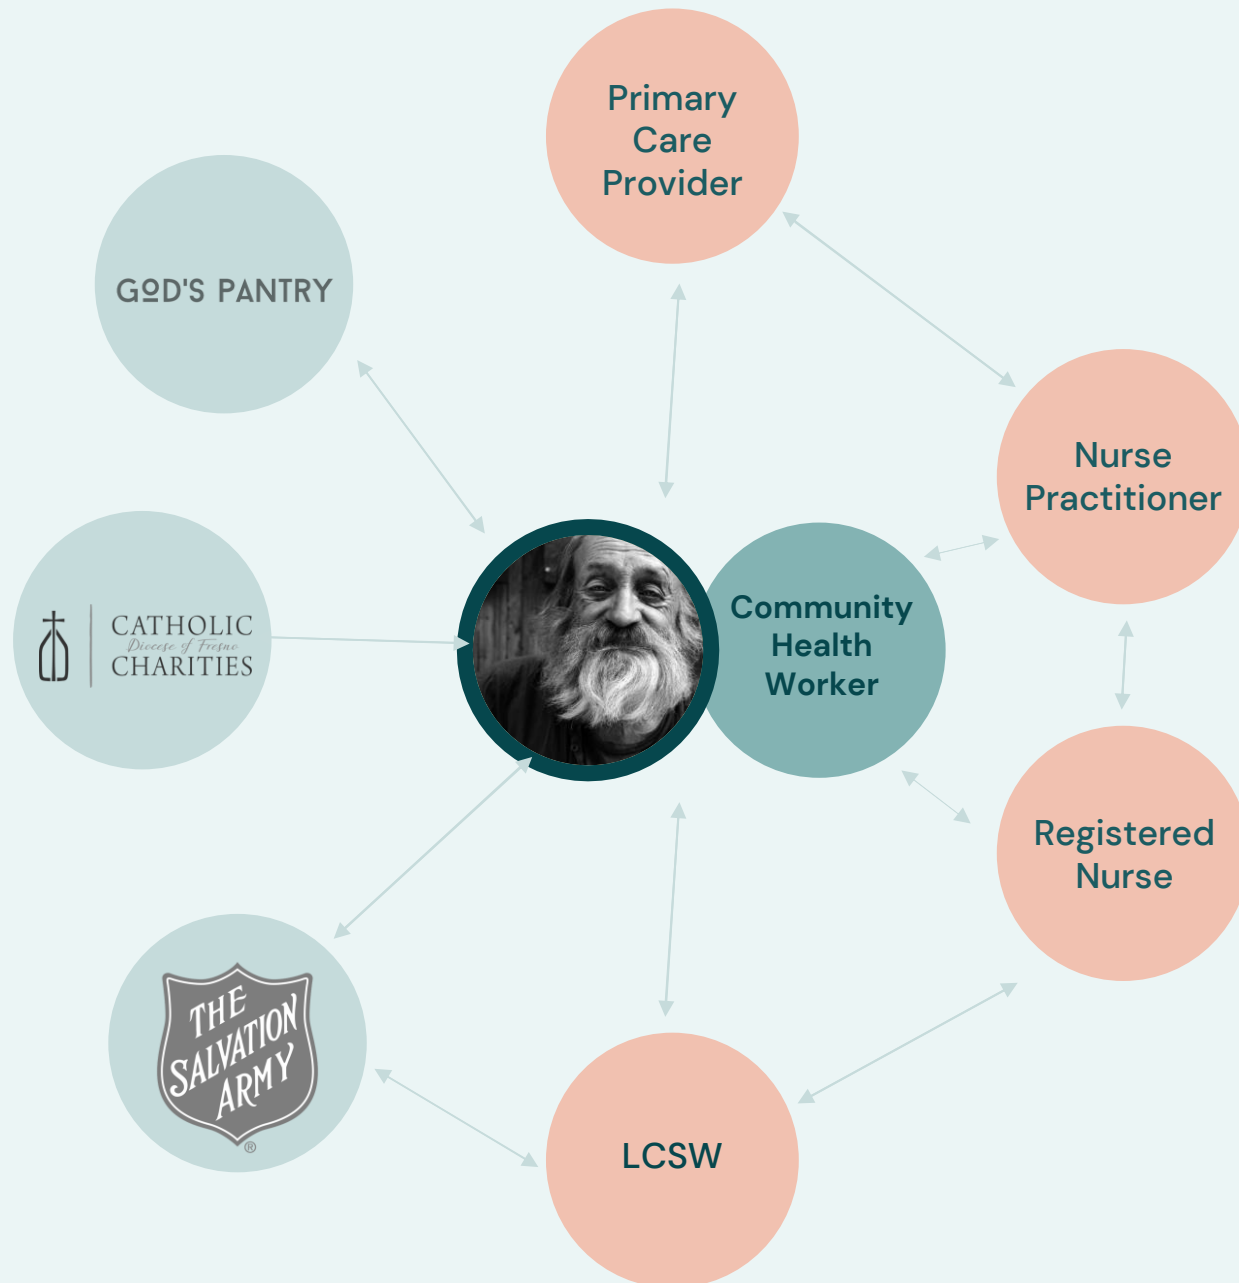 Primary
Care
Provider
GOD'S PANTRY
Nurse
Practitioner
CATHOLIC
Diocese of Fresno
CHARITIES
Community
Health
Worker
Registered
Nurse
THE
SALVATION
ARMY
®
LCSW